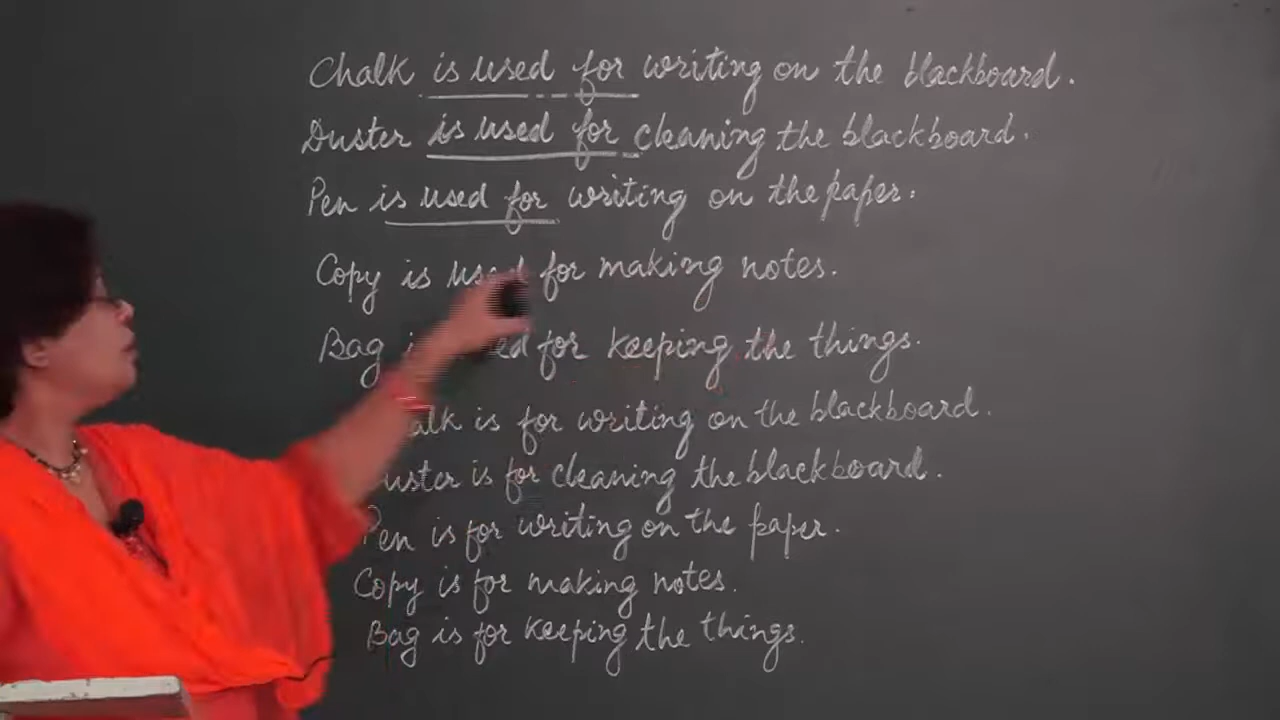 Chalk is used for writing on the blackboard.
Duster is used for cleaning the blackboard.
Pen is used for writing on the paper.
Copy is used for making notes.
Bag for keeping the things.
is for writing on the blackboard.
Duster is for cleaning the blackboard.
Pen is for writing on the paper.
Copy is for making notes.
Bag is for keeping the things.